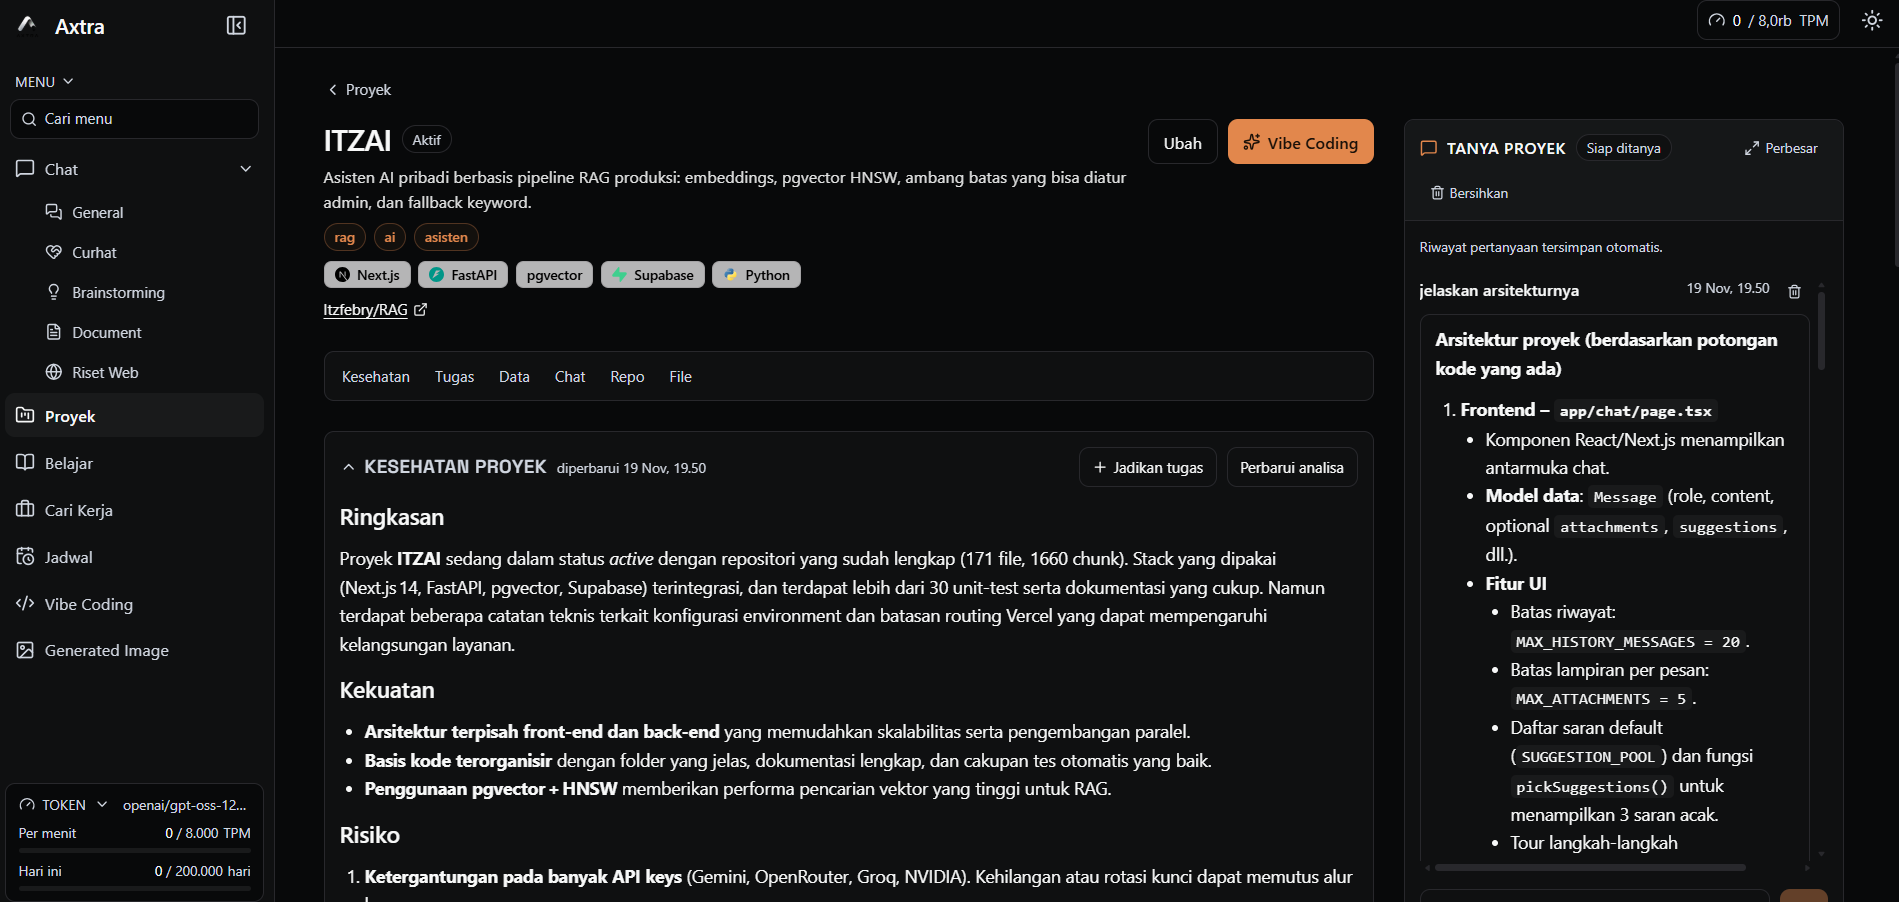 Axtra
MENU
Cari menu
Chat
General
Curhat
Brainstorming
Document
Riset Web
Proyek
Belajar
Cari Kerja
Jadwal
Vibe Coding
Generated Image
TOKEN openai/gpt-oss-12...
Per menit 0 / 8.000 TPM
Hari ini 0 / 200.000 hari
0 / 8,0rb TPM
Proyek
ITZAI Aktif
Ubah
Vibe Coding
Asisten AI pribadi berbasis pipeline RAG produksi: embeddings, pgvector HNSW, ambang batas yang bisa diatur
admin, dan fallback keyword.
rag ai asisten
Next.js FastAPI pgvector Supabase Python
Itzfebry/RAG
Kesehatan Tugas Data Chat Repo File
KESEHATAN PROYEK diperbarui 19 Nov, 19.50
+ Jadikan tugas
Perbarui analisa
Ringkasan
Proyek ITZAI sedang dalam status active dengan repositori yang sudah lengkap (171 file, 1660 chunk). Stack yang dipakai
(Next.js 14, FastAPI, pgvector, Supabase) terintegrasi, dan terdapat lebih dari 30 unit-test serta dokumentasi yang cukup. Namun
terdapat beberapa catatan teknis terkait konfigurasi environment dan batasan routing Vercel yang dapat mempengaruhi
kelangsungan layanan.
Kekuatan
• Arsitektur terpisah front-end dan back-end yang memudahkan skalabilitas serta pengembangan paralel.
• Basis kode terorganisir dengan folder yang jelas, dokumentasi lengkap, dan cakupan tes otomatis yang baik.
• Penggunaan pgvector + HNSW memberikan performa pencarian vektor yang tinggi untuk RAG.
Risiko
1. Ketergantungan pada banyak API keys (Gemini, OpenRouter, Groq, NVIDIA). Kehilangan atau rotasi kunci dapat memutus alur
TANYA PROYEK Siap ditanya
Perbesar
Bersihkan
Riwayat pertanyaan tersimpan otomatis.
jelaskan arsitekturnya 19 Nov, 19.50
Arsitektur proyek (berdasarkan potongan
kode yang ada)
1. Frontend – app/chat/page.tsx
• Komponen React/Next.js menampilkan
antarmuka chat.
• Model data: Message (role, content,
optional attachments, suggestions,
dll.).
• Fitur UI
• Batas riwayat:
MAX_HISTORY_MESSAGES = 20.
• Batas lampiran per pesan:
MAX_ATTACHMENTS = 5.
• Daftar saran default
(SUGGESTION_POOL) dan fungsi
pickSuggestions() untuk
menampilkan 3 saran acak.
• Tour langkah-langkah